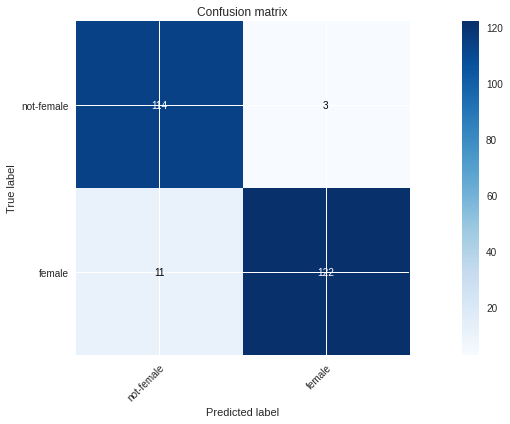 Confusion matrix
120
not-female 114 3
100
80
True label
60
40
female 11 122
20
not-female female
Predicted label